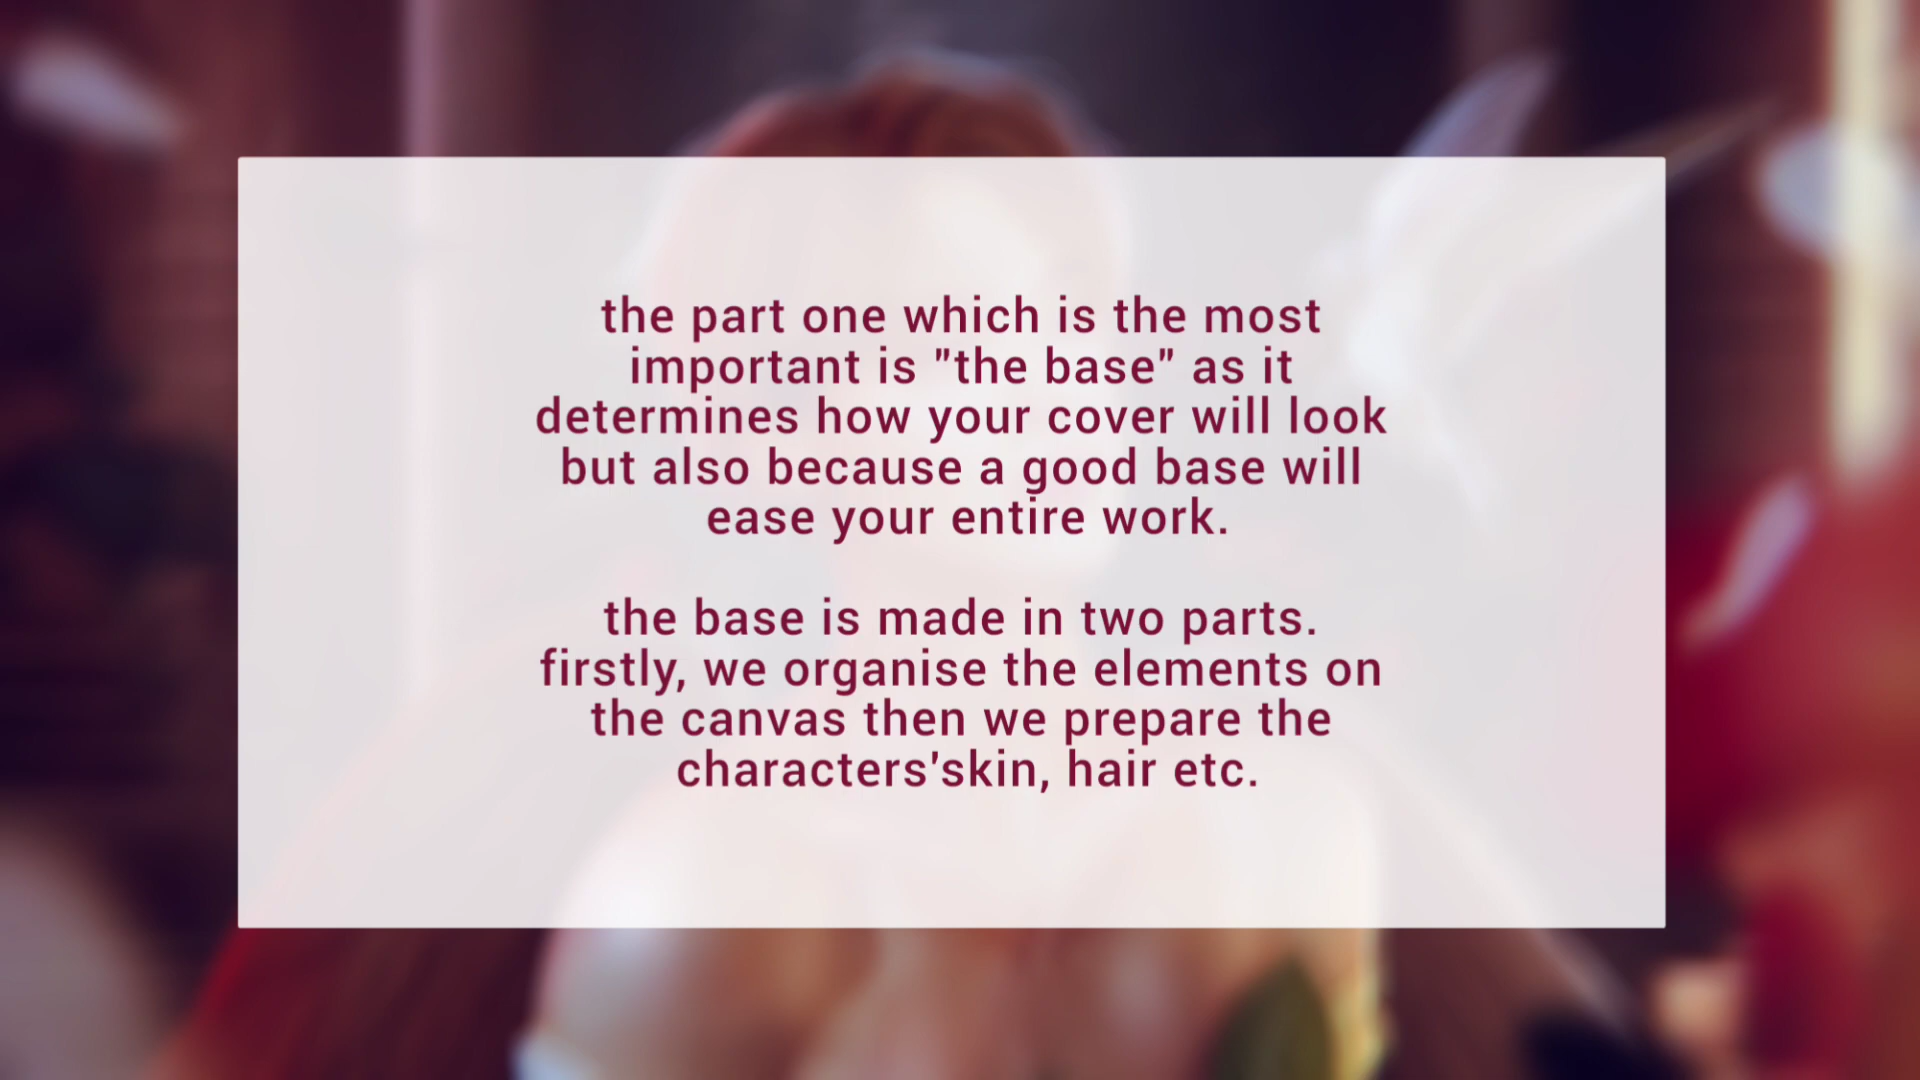 the part one which is the most
important is "the base" as it
determines how your cover will look
but also because a good base will
ease your entire work.
the base is made in two parts.
firstly, we organise the elements on
the canvas then we prepare the
characters'skin, hair etc.